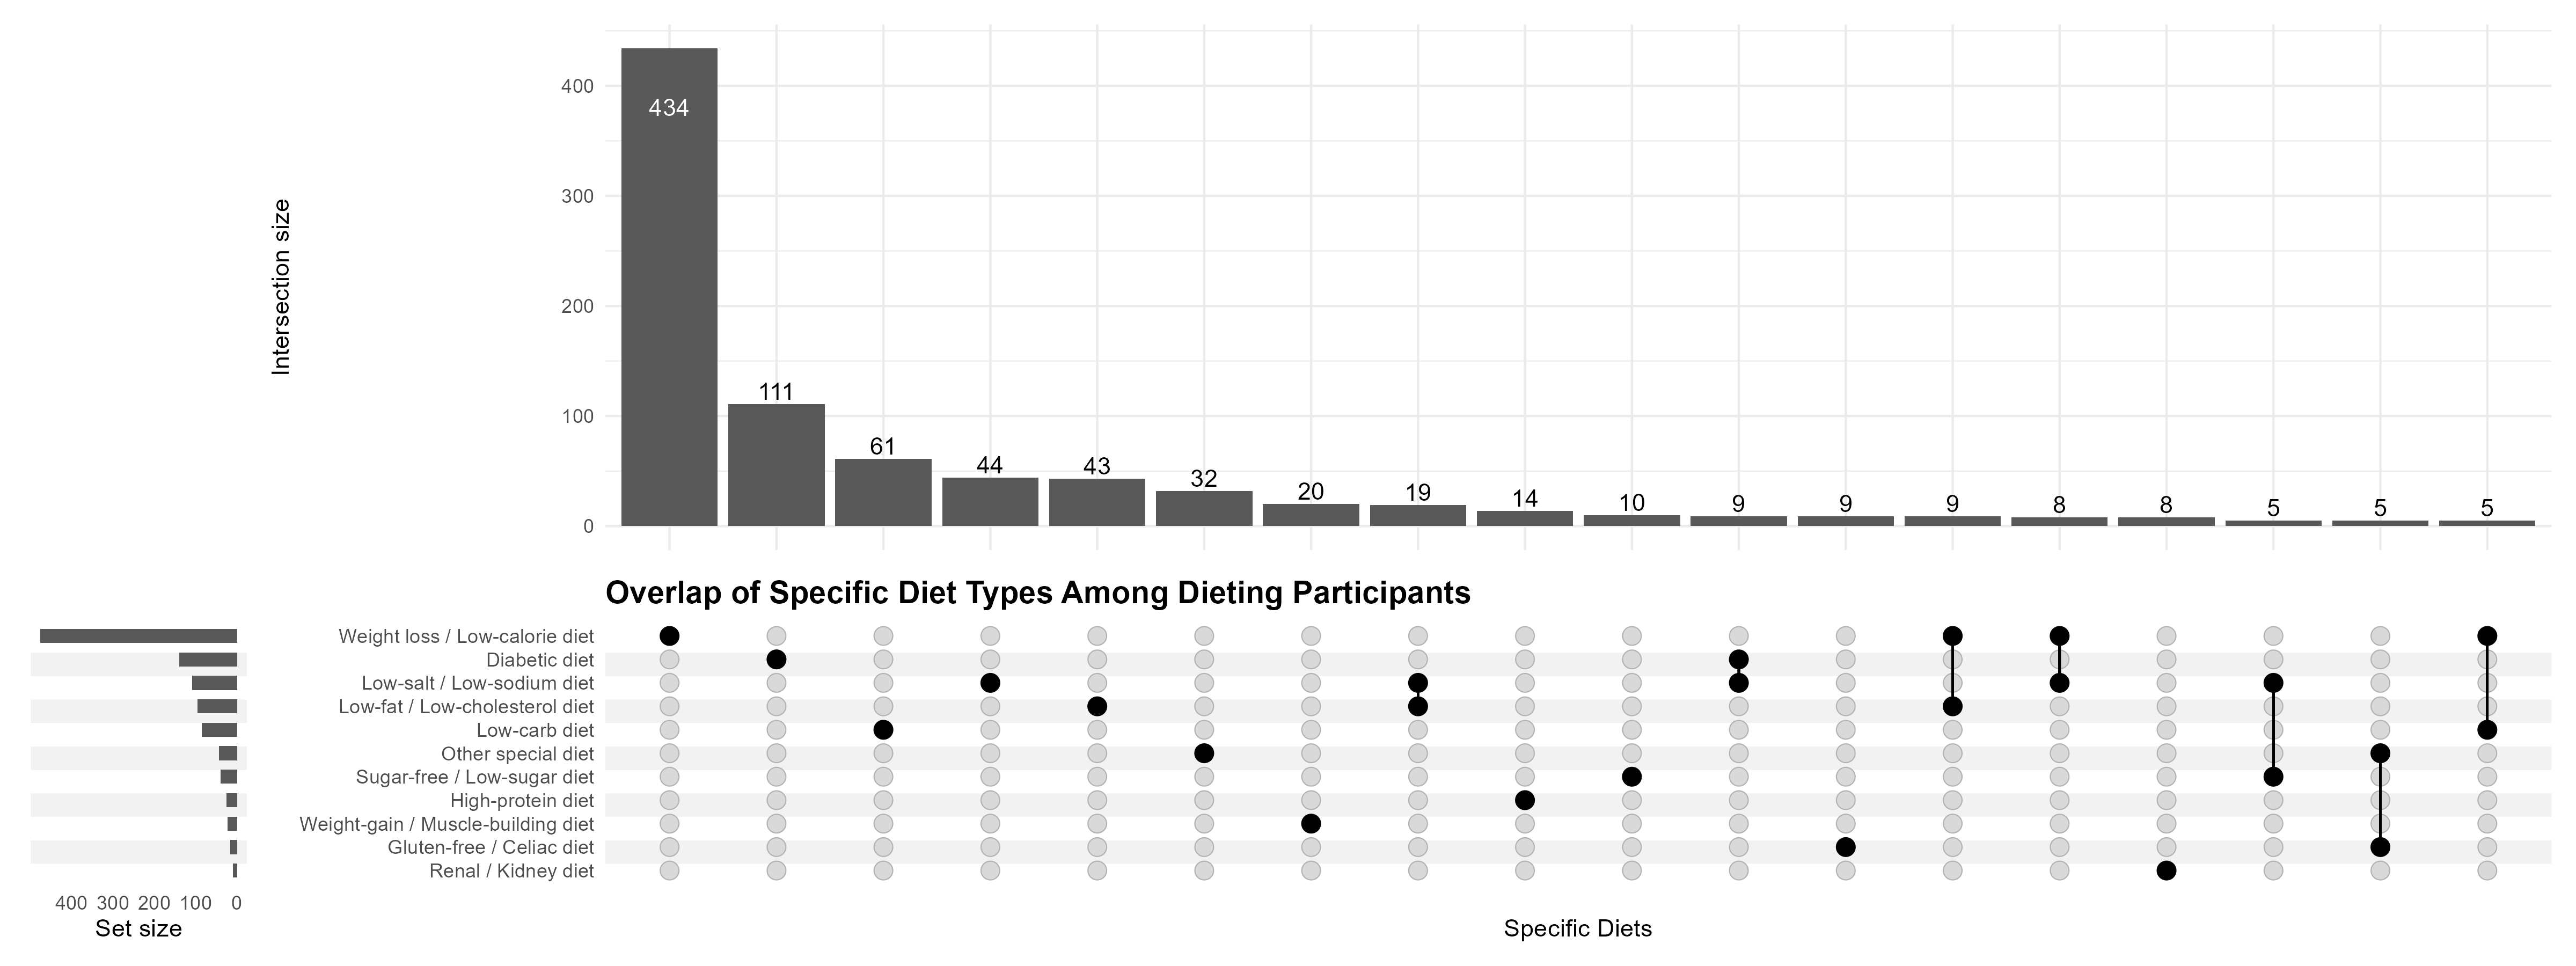 Intersection size
400
300
200
100
0
434
111
61
44
43
32
20
19
14
10
9
9
9
8
8
5
5
5
Overlap of Specific Diet Types Among Dieting Participants
Weight loss / Low-calorie diet
Diabetic diet
Low-salt / Low-sodium diet
Low-fat / Low-cholesterol diet
Low-carb diet
Other special diet
Sugar-free / Low-sugar diet
High-protein diet
Weight-gain / Muscle-building diet
Gluten-free / Celiac diet
Renal / Kidney diet
400 300 200 100 0
Set size
Specific Diets